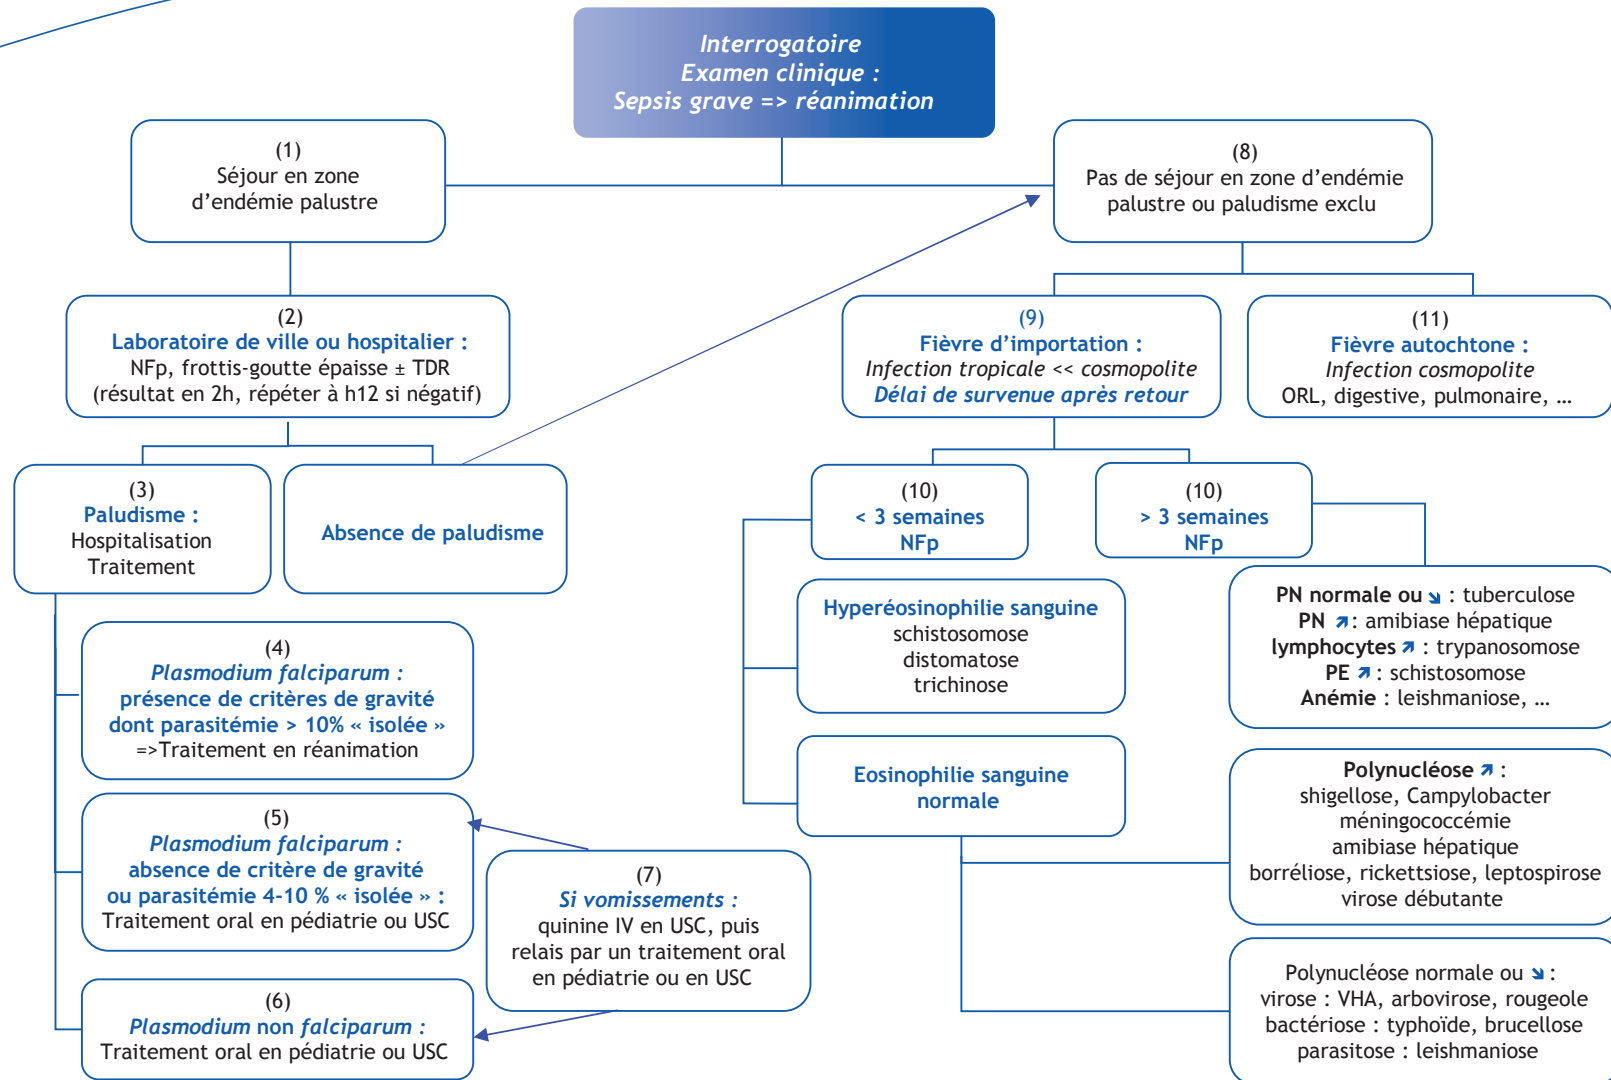 Interrogatoire
Examen clinique :
Sepsis grave => réanimation
(1)
Séjour en zone
d’endémie palustre
(8)
Pas de séjour en zone d’endémie
palustre ou paludisme exclu
(2)
Laboratoire de ville ou hospitalier :
NFp, frottis-goutte épaisse ± TDR
(résultat en 2h, répéter à h12 si négatif)
(9)
Fièvre d’importation :
Infection tropicale << cosmopolite
Délai de survenue après retour
(11)
Fièvre autochtone :
Infection cosmopolite
ORL, digestive, pulmonaire, …
(3)
Paludisme :
Hospitalisation
Traitement
Absence de paludisme
(10)
< 3 semaines
NFp
(10)
> 3 semaines
NFp
Hyperéosinophilie sanguine
schistosomose
distomatose
trichinose
PN normale ou ↘ : tuberculose
PN ↗ : amibiase hépatique
lymphocytes ↗ : trypanosomose
PE ↗ : schistosomose
Anémie : leishmaniose, …
(4)
Plasmodium falciparum :
présence de critères de gravité
dont parasitémie > 10% « isolée »
=>Traitement en réanimation
Eosinophilie sanguine
normale
Polynucléose ↗ :
shigellose, Campylobacter
méningococcémie
amibiase hépatique
borréliose, rickettsiose, leptospirose
virose débutante
(5)
Plasmodium falciparum :
absence de critère de gravité
ou parasitémie 4-10 % « isolée » :
Traitement oral en pédiatrie ou USC
(7)
Si vomissements :
quinine IV en USC, puis
relais par un traitement oral
en pédiatrie ou en USC
(6)
Plasmodium non falciparum :
Traitement oral en pédiatrie ou USC
Polynucléose normale ou ↘ :
virose : VHA, arbovirose, rougeole
bactériose : typhoïde, brucellose
parasitose : leishmaniose